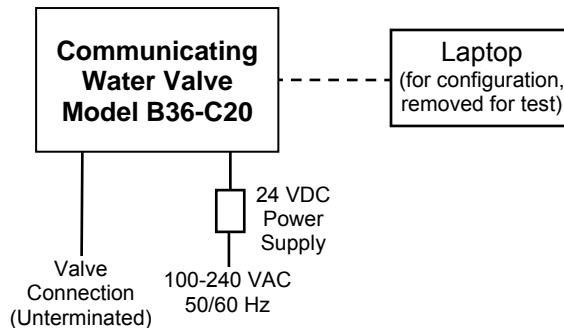 Communicating
Water Valve
Model B36-C20
Laptop
(for configuration,
removed for test)
24 VDC
Power
Supply
Valve
Connection
(Unterminated)
100-240 VAC
50/60 Hz